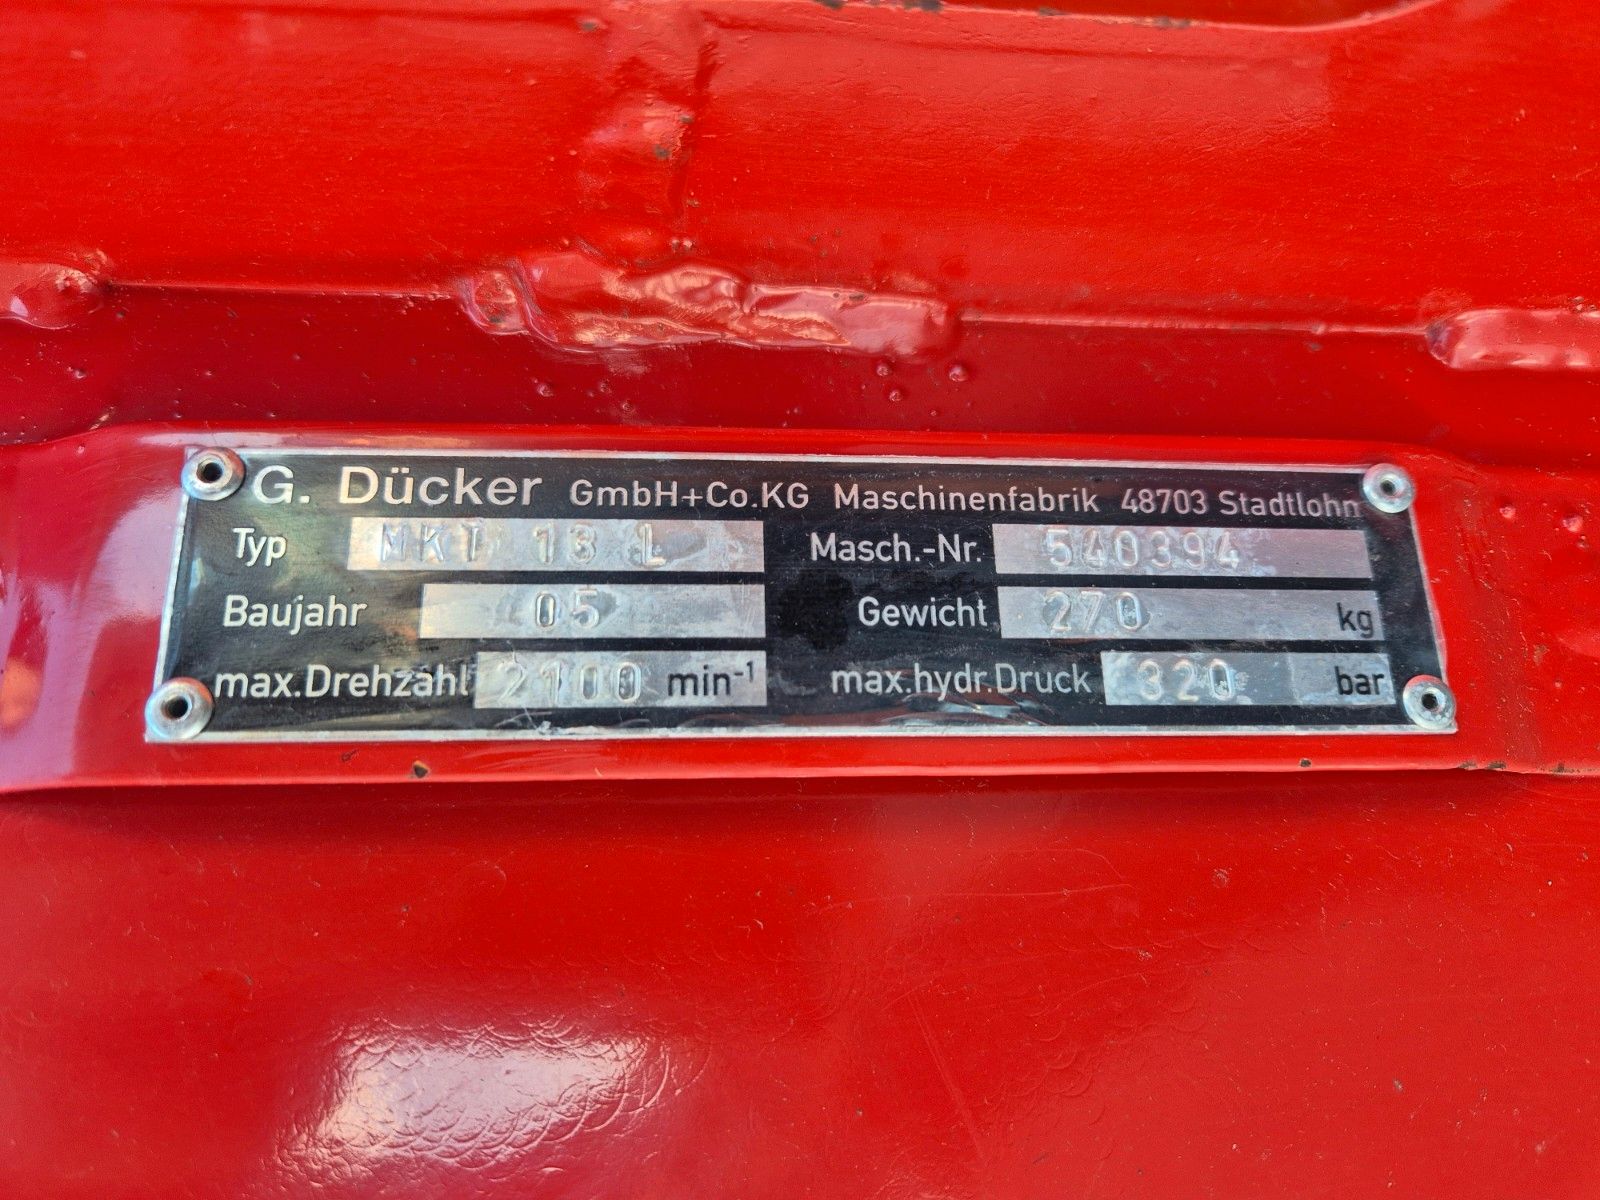 G. Dücker GmbH+Co.KG Maschinenfabrik 48703 Stadtlohn
Typ MKT 13 L Masch.-Nr. 540394
Baujahr 05 Gewicht 270 kg
max.Drehzahl 2100 min⁻¹ max.hydr.Druck 320 bar